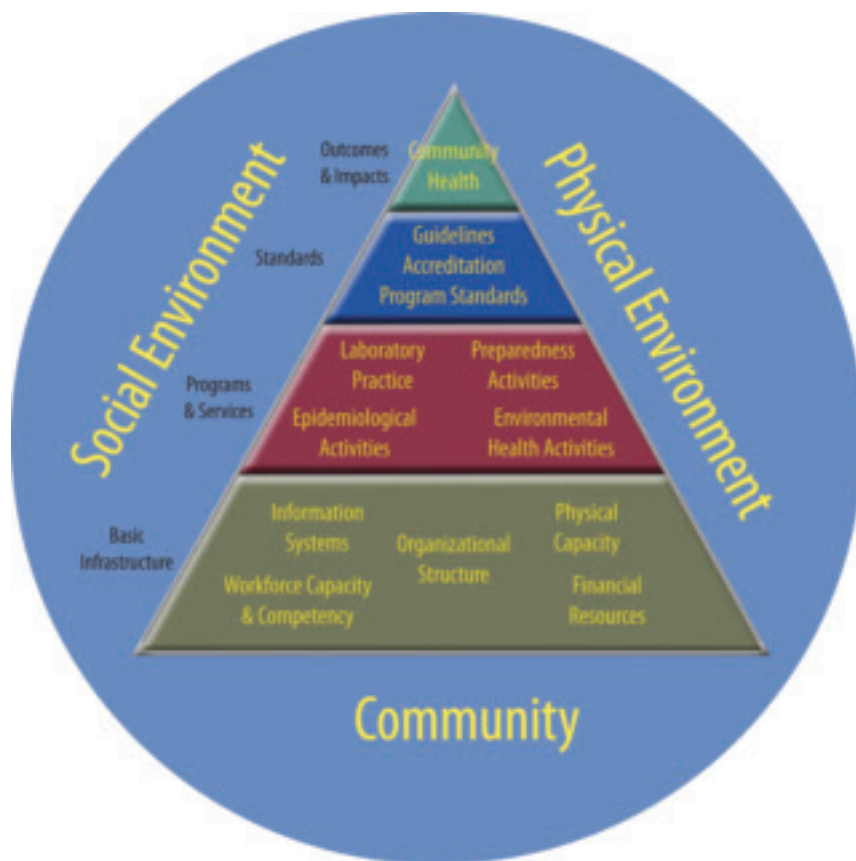 Social Environment
Physical Environment
Outcomes
& Impacts
Community
Health
Standards
Guidelines
Accreditation
Program Standards
Programs
& Services
Laboratory
Practice
Preparedness
Activities
Epidemiological
Activities
Environmental
Health Activities
Basic
Infrastructure
Information
Systems
Organizational
Structure
Physical
Capacity
Workforce Capacity
& Competency
Financial
Resources
Community